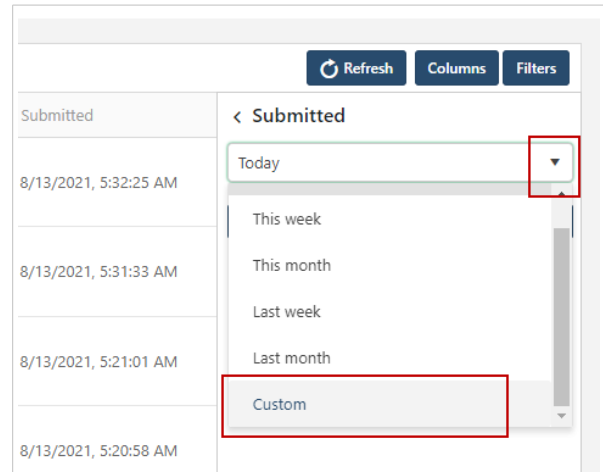 Refresh
Columns
Filters
Submitted
< Submitted
Today
8/13/2021, 5:32:25 AM
This week
This month
8/13/2021, 5:31:33 AM
Last week
Last month
8/13/2021, 5:21:01 AM
Custom
8/13/2021, 5:20:58 AM